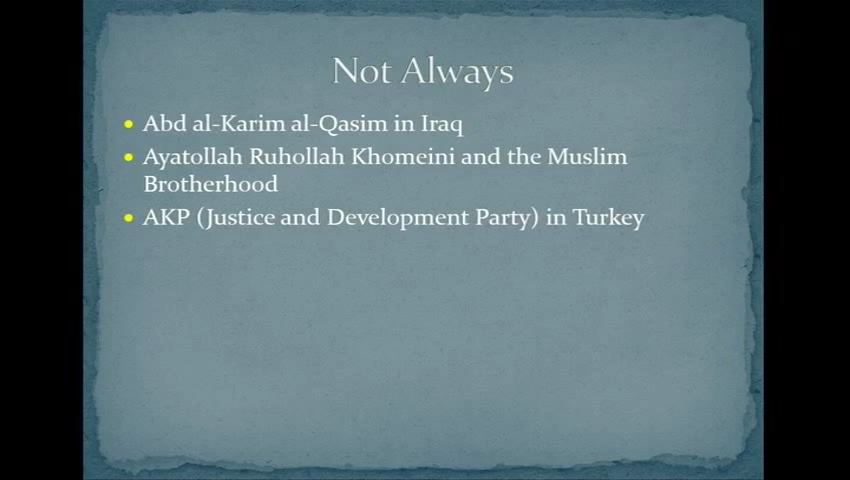 Not Always
• Abd al-Karim al-Qasim in Iraq
• Ayatollah Ruhollah Khomeini and the Muslim
Brotherhood
• AKP (Justice and Development Party) in Turkey